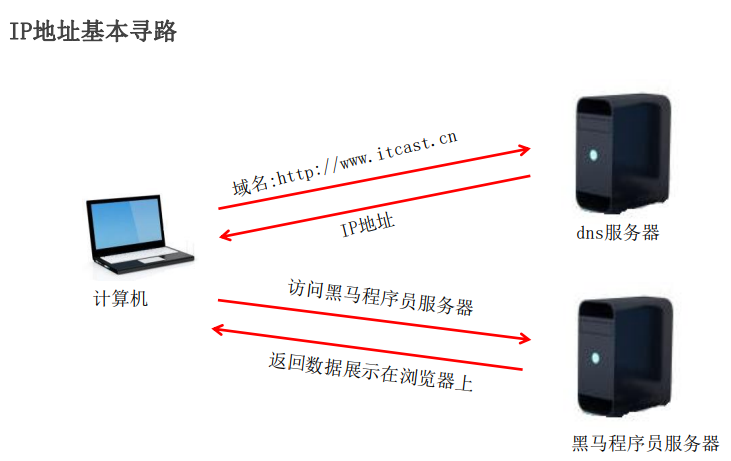 IP地址基本寻路
域名:http://www.itcast.cn
IP地址
dns服务器
计算机
访问黑马程序员服务器
返回数据展示在浏览器上
黑马程序员服务器